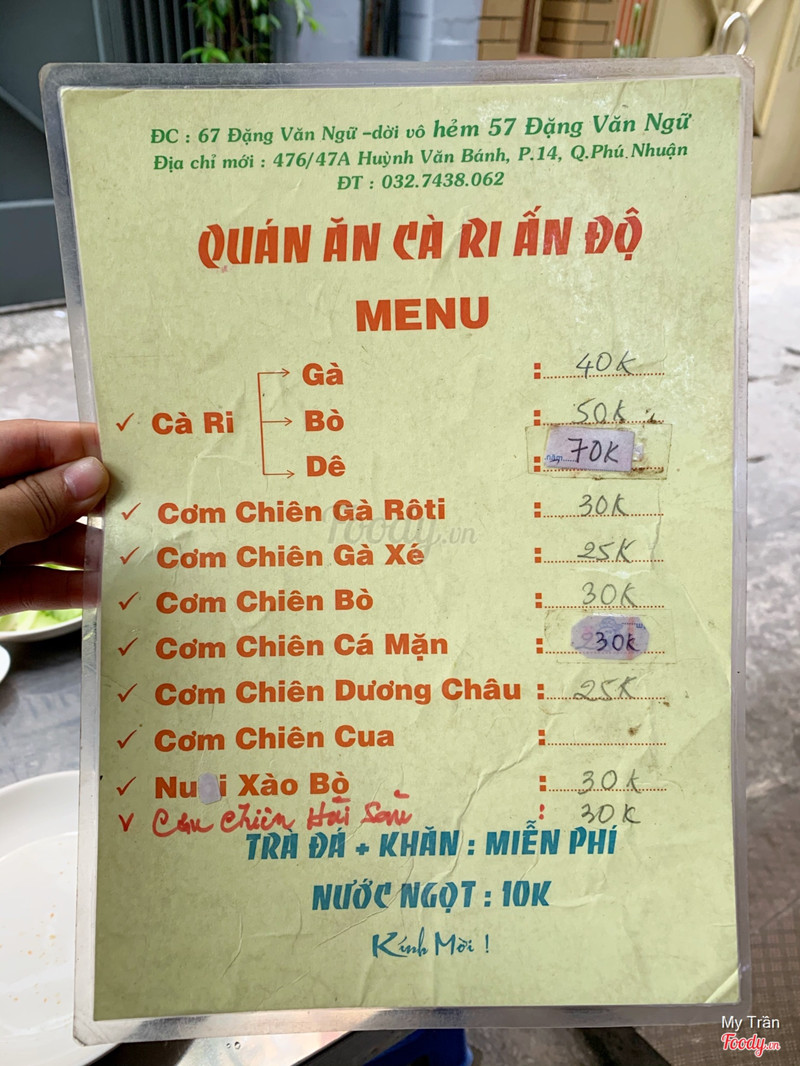 ĐC : 67 Đặng Văn Ngữ –dời vô hẻm 57 Đặng Văn Ngữ
Địa chỉ mới : 476/47A Huỳnh Văn Bánh, P.14, Q.Phú Nhuận
ĐT : 032.7438.062
QUÁN ĂN CÀ RI ẤN ĐỘ
MENU
Gà : 40K
✓ Cà Ri Bò : 50K
Dê : 70K
✓ Cơm Chiên Gà Rôti : 30K
Foody.vn
✓ Cơm Chiên Gà Xé : 25K
✓ Cơm Chiên Bò : 30K
✓ Cơm Chiên Cá Mặn : 30K
✓ Cơm Chiên Dương Châu : 25K
✓ Cơm Chiên Cua :
✓ Nui Xào Bò : 30K
v Cơm chiên Hải Sản : 30K
TRÀ ĐÁ + KHĂN : MIỄN PHÍ
NƯỚC NGỌT : 10K
Kính Mời !
My Trần
Foody.vn